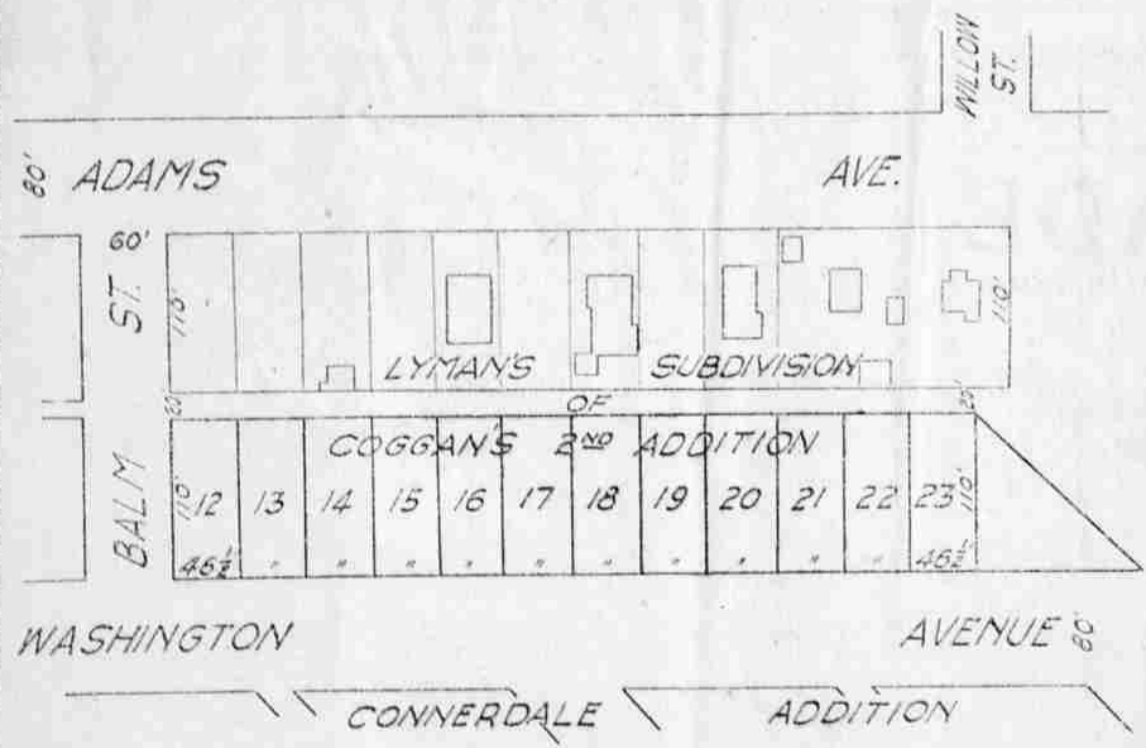 WILLOW
ST.
80' ADAMS AVE.
60'
BALM ST.
110' 110'
LYMAN'S SUBDIVISION
20' OF 20'
COGGAN'S 2ND ADDITION
110' 12 13 14 15 16 17 18 19 20 21 22 23 110'
46½ " " " " " " " " " " 46½
WASHINGTON AVENUE 80'
CONNERDALE ADDITION